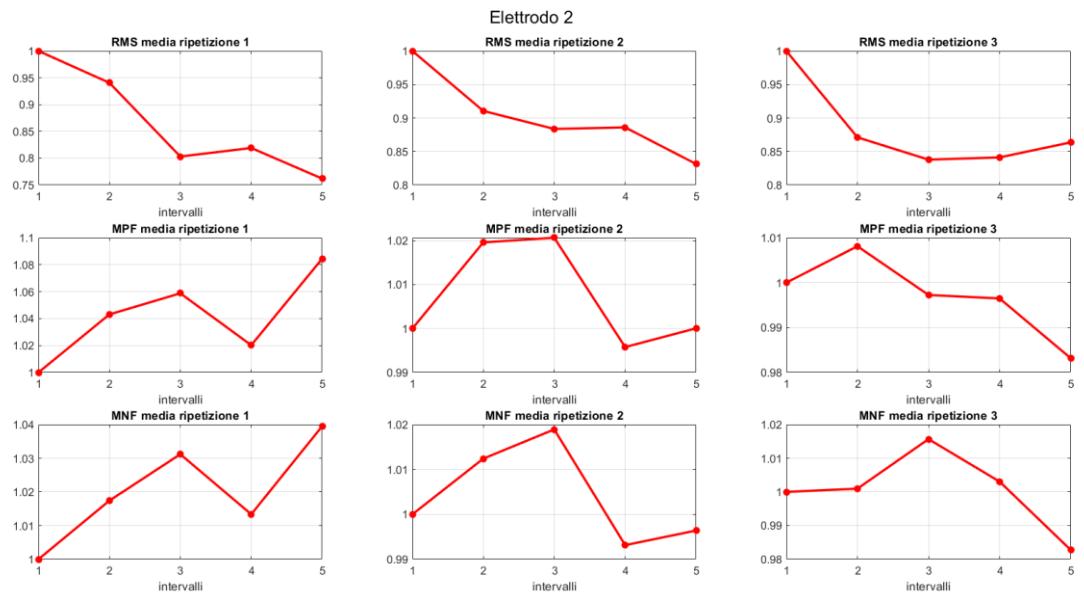 Elettrodo 2
RMS media ripetizione 1
1
0.95
0.9
0.85
0.8
0.75
1 2 3 4 5
intervalli
RMS media ripetizione 2
1
0.95
0.9
0.85
0.8
1 2 3 4 5
intervalli
RMS media ripetizione 3
1
0.95
0.9
0.85
0.8
1 2 3 4 5
intervalli
MPF media ripetizione 1
1.1
1.08
1.06
1.04
1.02
1
1 2 3 4 5
intervalli
MPF media ripetizione 2
1.02
1.01
1
0.99
1 2 3 4 5
intervalli
MPF media ripetizione 3
1.01
1
0.99
0.98
1 2 3 4 5
intervalli
MNF media ripetizione 1
1.04
1.03
1.02
1.01
1
1 2 3 4 5
intervalli
MNF media ripetizione 2
1.02
1.01
1
0.99
1 2 3 4 5
intervalli
MNF media ripetizione 3
1.02
1.01
1
0.99
0.98
1 2 3 4 5
intervalli